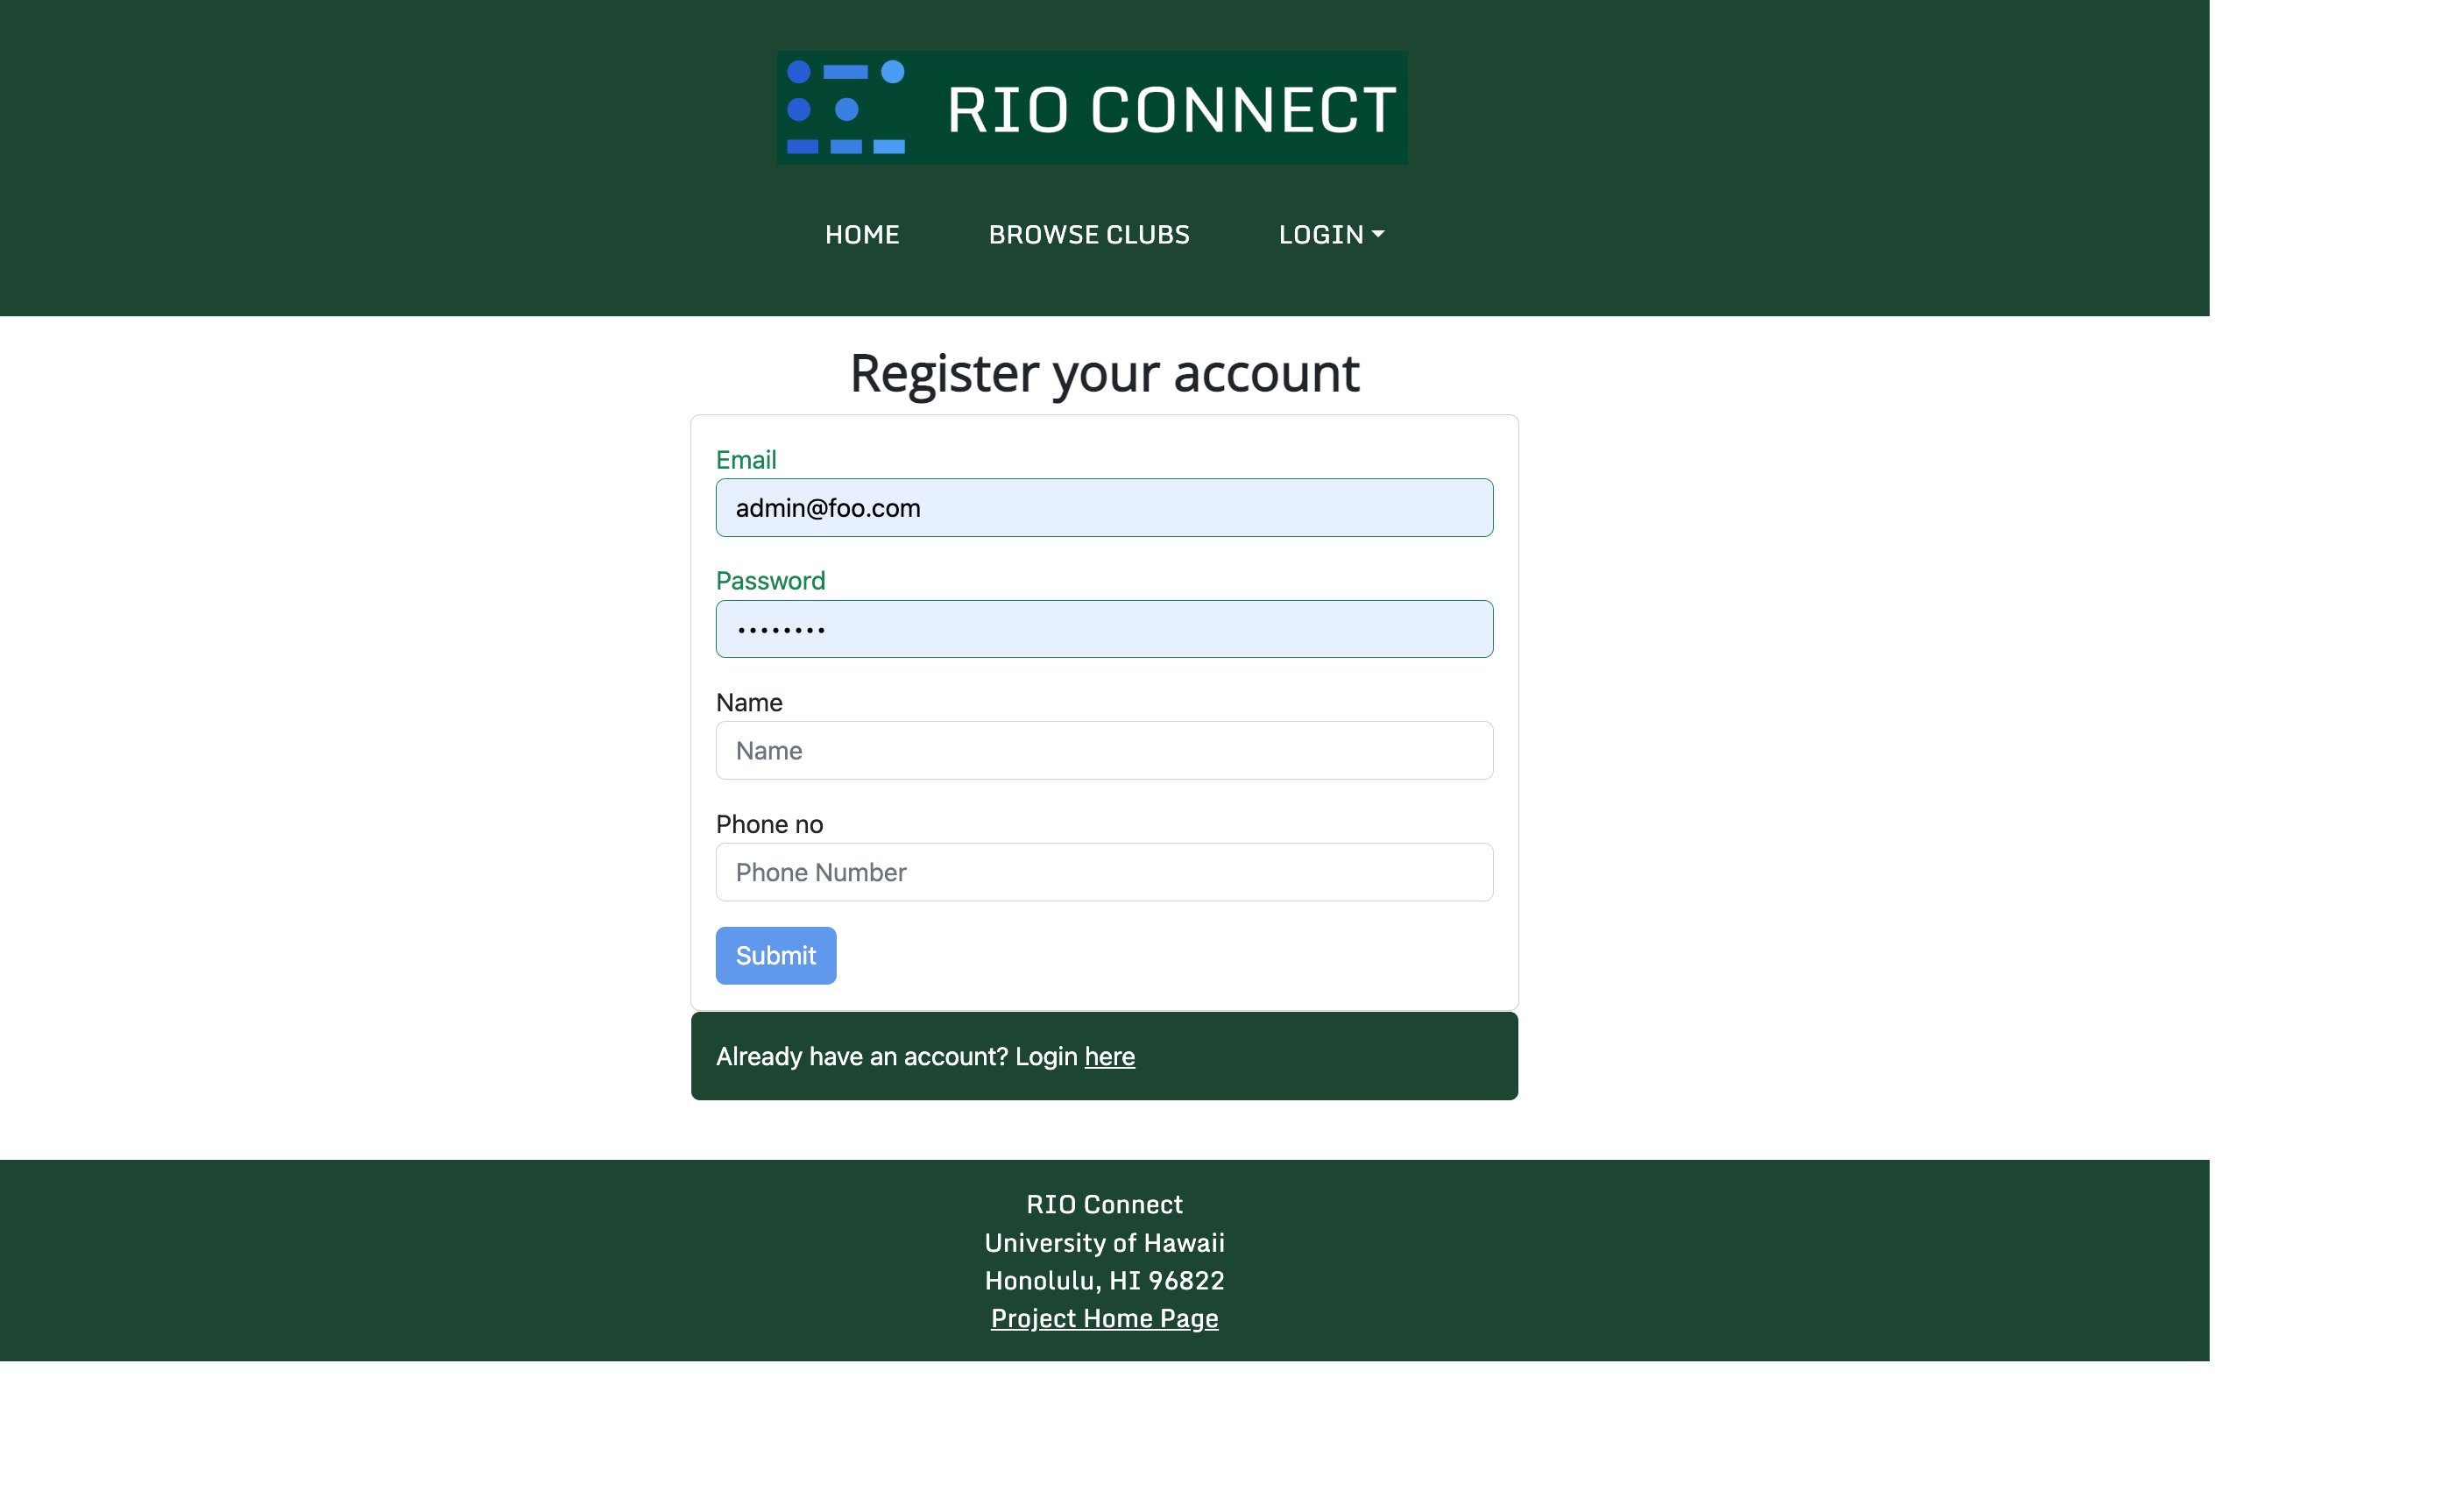 RIO CONNECT
HOME BROWSE CLUBS LOGIN
Register your account
Email
admin@foo.com
Password
••••••••
Name
Name
Phone no
Phone Number
Submit
Already have an account? Login here
RIO Connect
University of Hawaii
Honolulu, HI 96822
Project Home Page